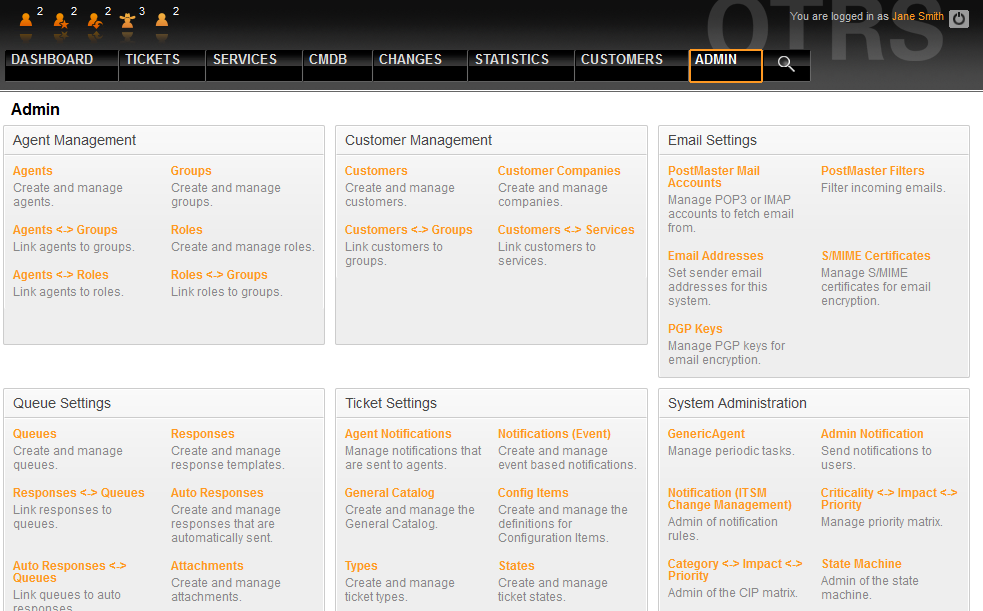 2 2 2 3 2
You are logged in as Jane Smith
OTRS
DASHBOARD TICKETS SERVICES CMDB CHANGES STATISTICS CUSTOMERS ADMIN
Admin
Agent Management
Agents
Create and manage
agents.
Groups
Create and manage
groups.
Agents <-> Groups
Link agents to groups.
Roles
Create and manage roles.
Agents <-> Roles
Link agents to roles.
Roles <-> Groups
Link roles to groups.
Customer Management
Customers
Create and manage
customers.
Customer Companies
Create and manage
companies.
Customers <-> Groups
Link customers to
groups.
Customers <-> Services
Link customers to
services.
Email Settings
PostMaster Mail
Accounts
Manage POP3 or IMAP
accounts to fetch email
from.
PostMaster Filters
Filter incoming emails.
Email Addresses
Set sender email
addresses for this
system.
S/MIME Certificates
Manage S/MIME
certificates for email
encryption.
PGP Keys
Manage PGP keys for
email encryption.
Queue Settings
Queues
Create and manage
queues.
Responses
Create and manage
response templates.
Responses <-> Queues
Link responses to
queues.
Auto Responses
Create and manage
responses that are
automatically sent.
Auto Responses <->
Queues
Link queues to auto
responses.
Attachments
Create and manage
attachments.
Ticket Settings
Agent Notifications
Manage notifications that
are sent to agents.
Notifications (Event)
Create and manage
event based notifications.
General Catalog
Create and manage the
General Catalog.
Config Items
Create and manage the
definitions for
Configuration Items.
Types
Create and manage
ticket types.
States
Create and manage
ticket states.
System Administration
GenericAgent
Manage periodic tasks.
Admin Notification
Send notifications to
users.
Notification (ITSM
Change Management)
Admin of notification
rules.
Criticality <-> Impact <->
Priority
Manage priority matrix.
Category <-> Impact <->
Priority
Admin of the CIP matrix.
State Machine
Admin of the state
machine.